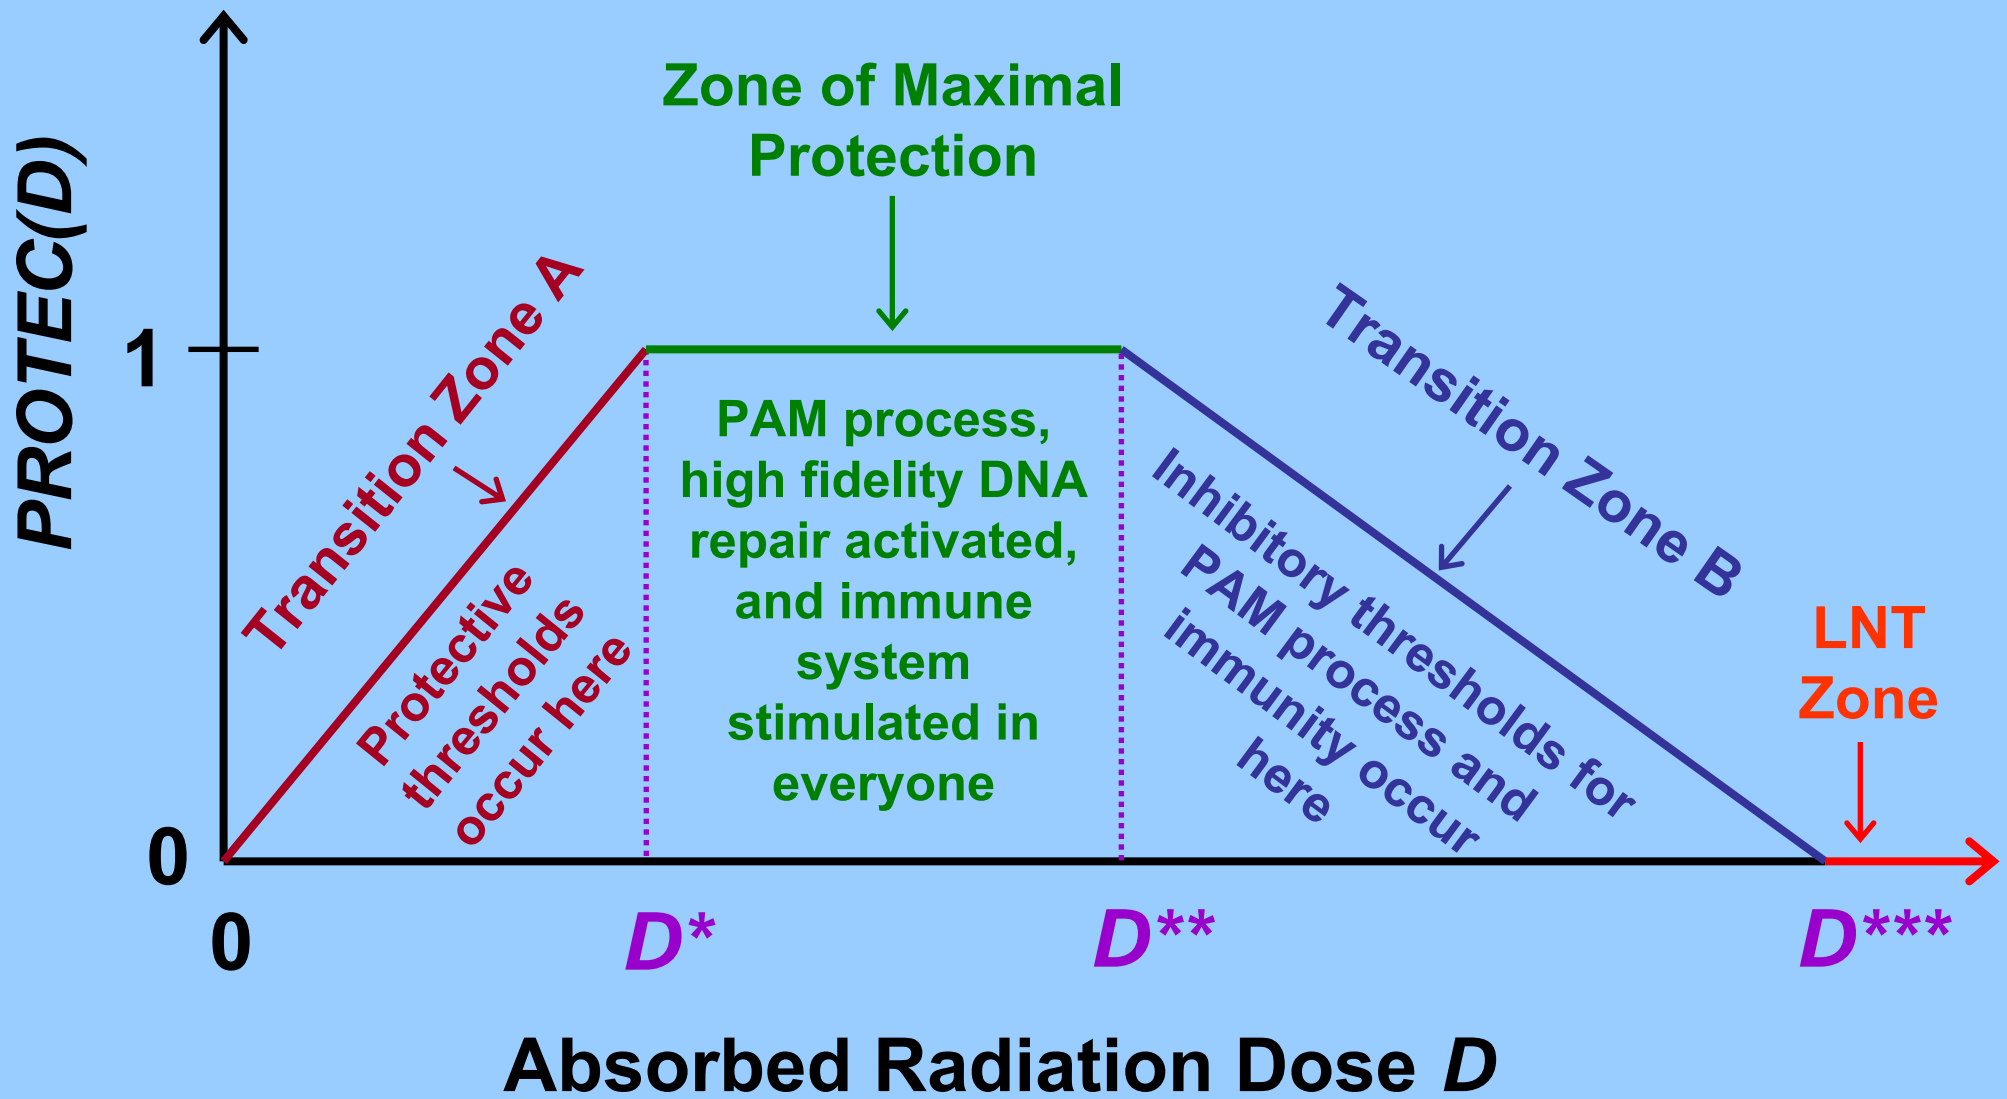 PROTEC(D)
1
0
Zone of Maximal
Protection
Transition Zone A
Protective
thresholds
occur here
PAM process,
high fidelity DNA
repair activated,
and immune
system
stimulated in
everyone
Transition Zone B
Inhibitory thresholds for
PAM process and
immunity occur
here
LNT
Zone
0
D*
D**
D***
Absorbed Radiation Dose D